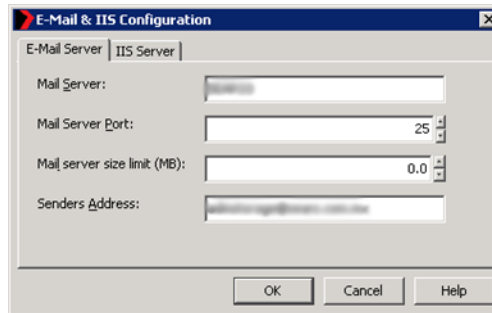 E-Mail & IIS Configuration
E-Mail Server IIS Server
Mail Server:
Mail Server Port: 25
Mail server size limit (MB): 0.0
Senders Address:
OK Cancel Help